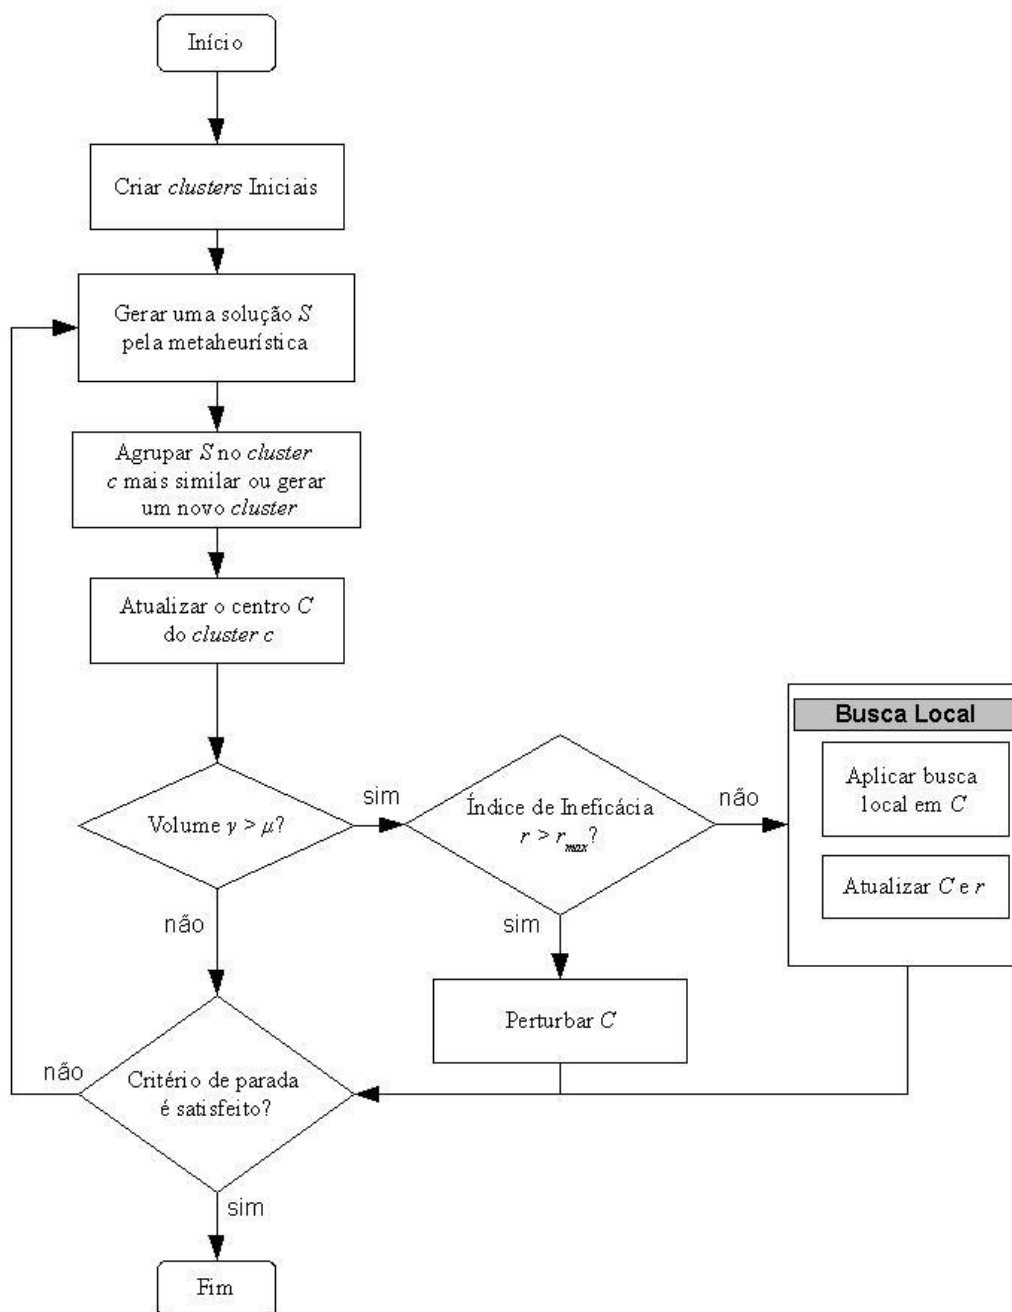 Início
Criar clusters Iniciais
Gerar uma solução S
pela metaheurística
Agrupar S no cluster
c mais similar ou gerar
um novo cluster
Atualizar o centro C
do cluster c
Volume γ > μ?
sim
Índice de Ineficácia
r > r_max?
não
Busca Local
Aplicar busca
local em C
Atualizar C e r
não
sim
Perturbar C
não
Critério de parada
é satisfeito?
sim
Fim